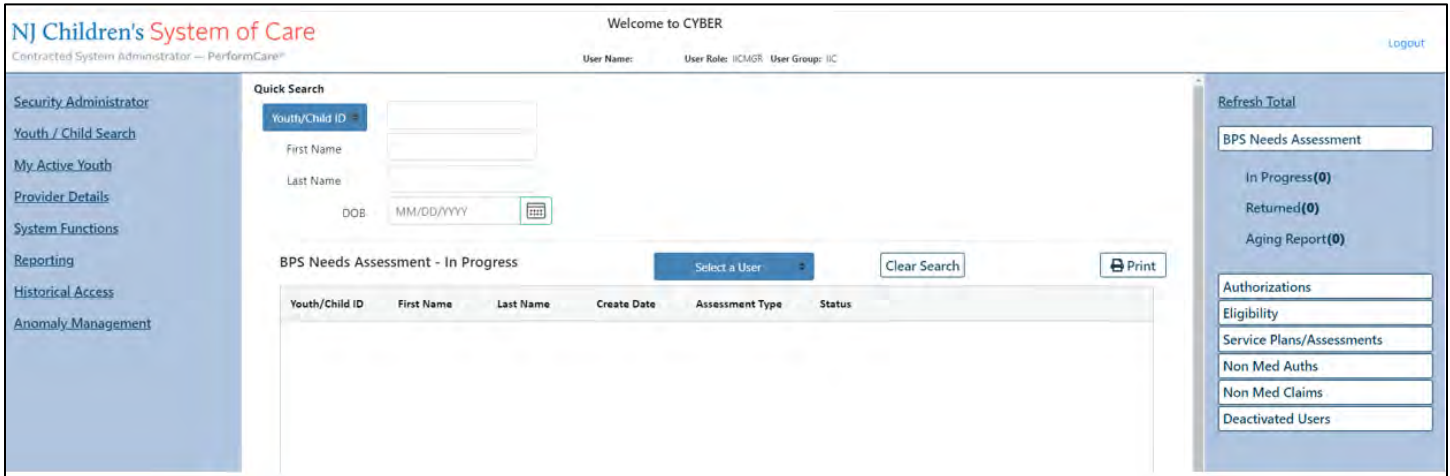 NJ Children's System of Care
Contracted System Administrator — PerformCare®
Welcome to CYBER
User Name: User Role: IICMGR User Group: IIC
Logout
Security Administrator
Youth / Child Search
My Active Youth
Provider Details
System Functions
Reporting
Historical Access
Anomaly Management
Quick Search
Youth/Child ID
First Name
Last Name
DOB MM/DD/YYYY
BPS Needs Assessment - In Progress Select a User Clear Search Print
Youth/Child ID First Name Last Name Create Date Assessment Type Status
Refresh Total
BPS Needs Assessment
In Progress(0)
Returned(0)
Aging Report(0)
Authorizations
Eligibility
Service Plans/Assessments
Non Med Auths
Non Med Claims
Deactivated Users